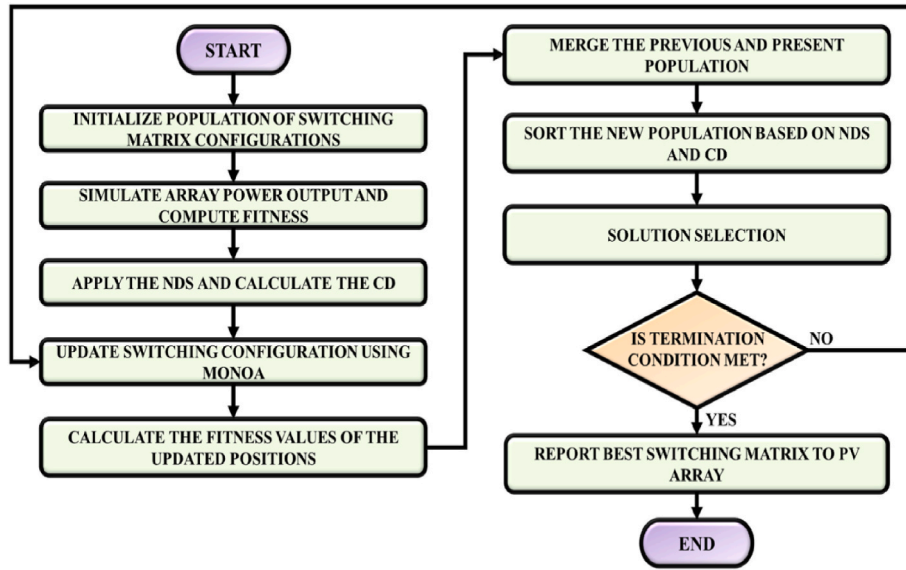 START
INITIALIZE POPULATION OF SWITCHING
MATRIX CONFIGURATIONS
SIMULATE ARRAY POWER OUTPUT AND
COMPUTE FITNESS
APPLY THE NDS AND CALCULATE THE CD
UPDATE SWITCHING CONFIGURATION USING
MONOA
CALCULATE THE FITNESS VALUES OF THE
UPDATED POSITIONS
MERGE THE PREVIOUS AND PRESENT
POPULATION
SORT THE NEW POPULATION BASED ON NDS
AND CD
SOLUTION SELECTION
IS TERMINATION
CONDITION MET?
NO
YES
REPORT BEST SWITCHING MATRIX TO PV
ARRAY
END